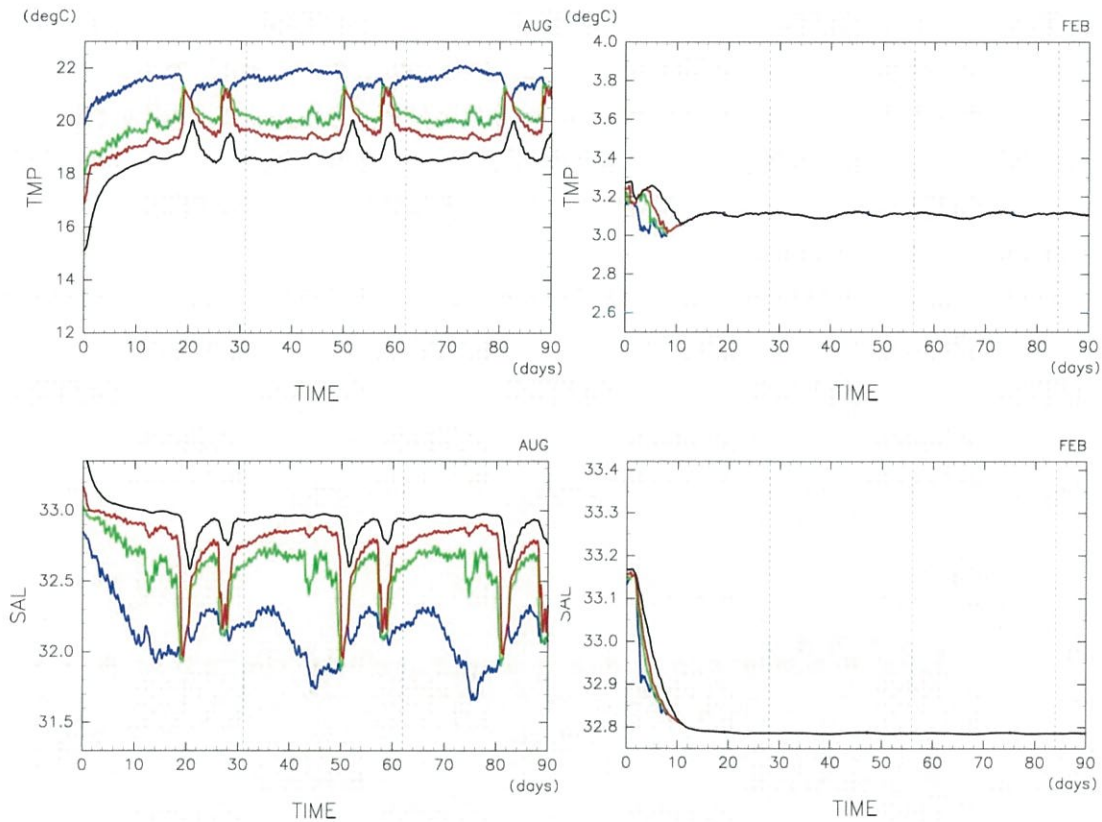 (degC)
AUG
22
20
18
16
14
12
TMP
0 10 20 30 40 50 60 70 80 90
(days)
TIME
(degC)
FEB
4.0
3.8
3.6
3.4
3.2
3.0
2.8
2.6
TMP
0 10 20 30 40 50 60 70 80 90
(days)
TIME
AUG
33.0
32.5
32.0
31.5
SAL
0 10 20 30 40 50 60 70 80 90
(days)
TIME
FEB
33.4
33.3
33.2
33.1
33.0
32.9
32.8
SAL
0 10 20 30 40 50 60 70 80 90
(days)
TIME